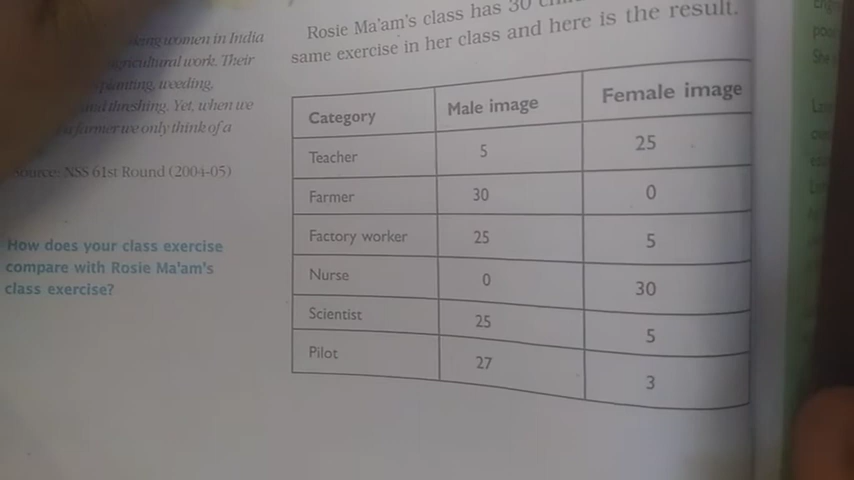 women in India
agricultural work. Their
planting, weeding,
and threshing. Yet, when we
farmer we only think of a
Source: NSS 61st Round (2004-05)
How does your class exercise
compare with Rosie Ma'am's
class exercise?
Rosie Ma'am's class has 30
same exercise in her class and here is the result.
Category Male image Female image
Teacher 5 25
Farmer 30 0
Factory worker 25 5
Nurse 0 30
Scientist 25 5
Pilot 27 3
poo
She